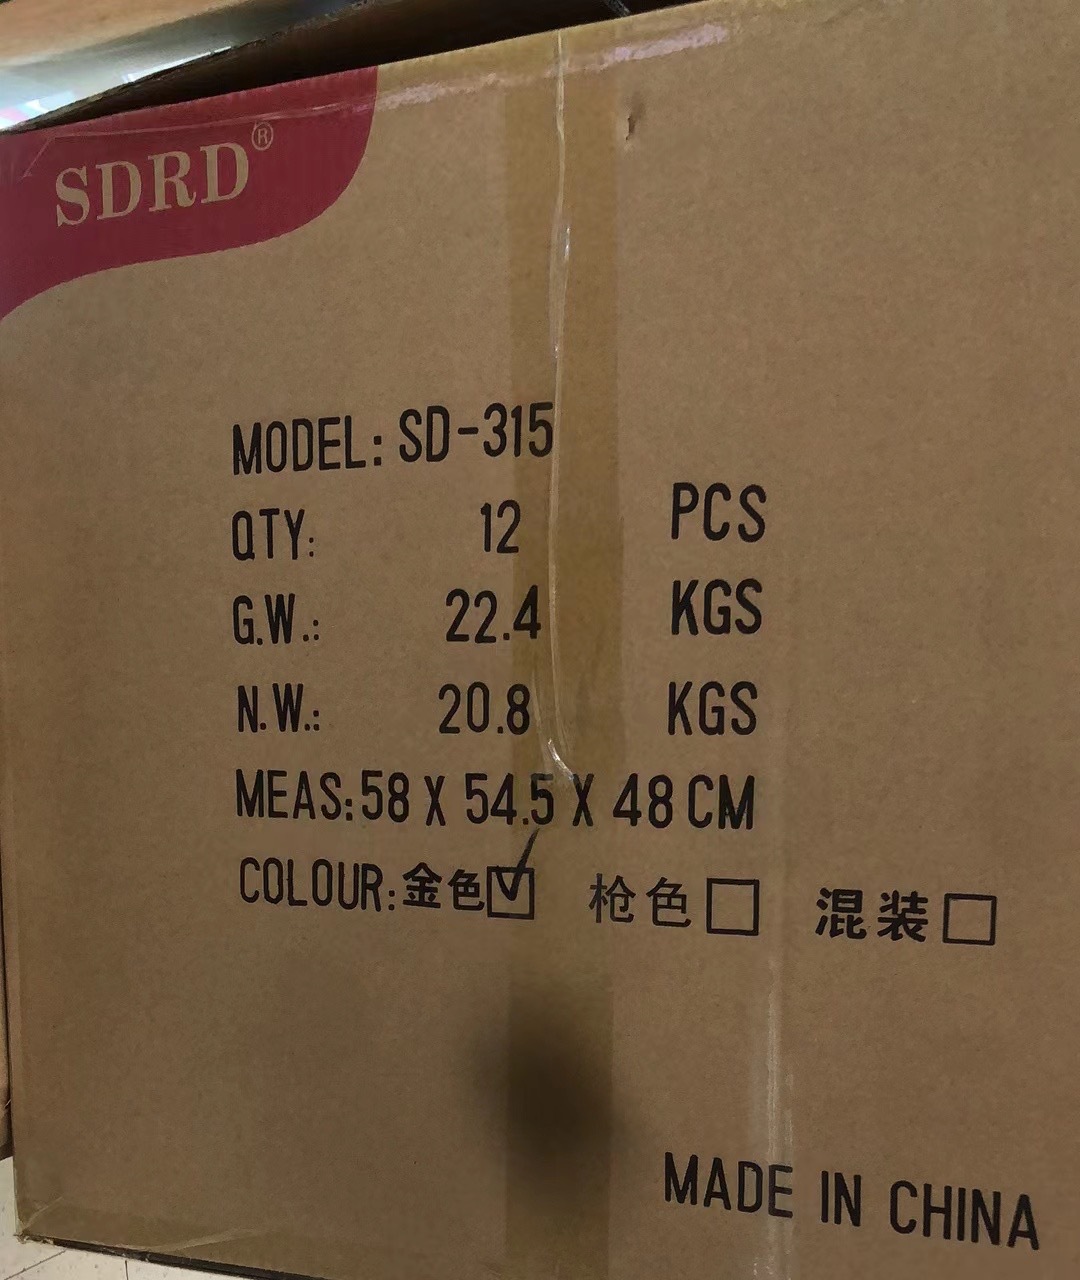 SDRD®
MODEL: SD-315
QTY: 12 PCS
G.W.: 22.4 KGS
N.W.: 20.8 KGS
MEAS: 58 X 54.5 X 48 CM
COLOUR: 金色☑ 枪色☐ 混装☐
MADE IN CHINA